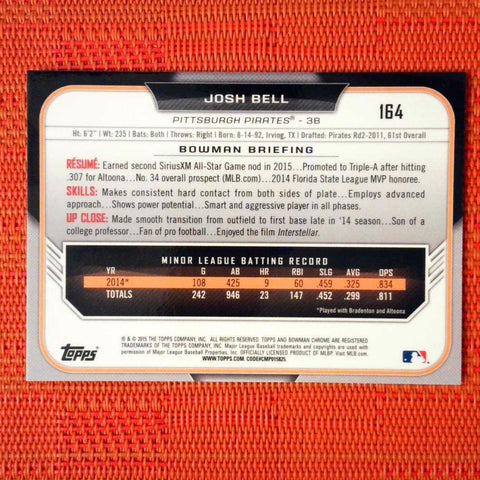 JOSH BELL
164
PITTSBURGH PIRATES® - 3B
Ht: 6'2" | Wt: 235 | Bats: Both | Throws: Right | Born: 8-14-92, Irving, TX | Drafted: Pirates Rd2-2011, 61st Overall
BOWMAN BRIEFING
RÉSUMÉ: Earned second SiriusXM All-Star Game nod in 2015...Promoted to Triple-A after hitting
.307 for Altoona...No. 34 overall prospect (MLB.com)...2014 Florida State League MVP honoree.
SKILLS: Makes consistent hard contact from both sides of plate...Employs advanced
approach...Shows power potential...Smart and aggressive player in all phases.
UP CLOSE: Made smooth transition from outfield to first base late in '14 season...Son of a
college professor...Fan of pro football...Enjoyed the film Interstellar.
MINOR LEAGUE BATTING RECORD
YR G AB HR RBI SLG AVG OPS
2014* 108 425 9 60 .459 .325 .834
TOTALS 242 946 23 147 .452 .299 .811
*Played with Bradenton and Altoona
® & © 2015 THE TOPPS COMPANY, INC. ALL RIGHTS RESERVED. TOPPS AND BOWMAN CHROME ARE REGISTERED
TRADEMARKS OF THE TOPPS COMPANY, INC. Major League Baseball trademarks and copyrights are used with
permission of Major League Baseball Properties, Inc. OFFICIALLY LICENSED PRODUCT OF MLBP. Visit MLB.com.
WWW.TOPPS.COM. CODE#CMP015825
TOPPS